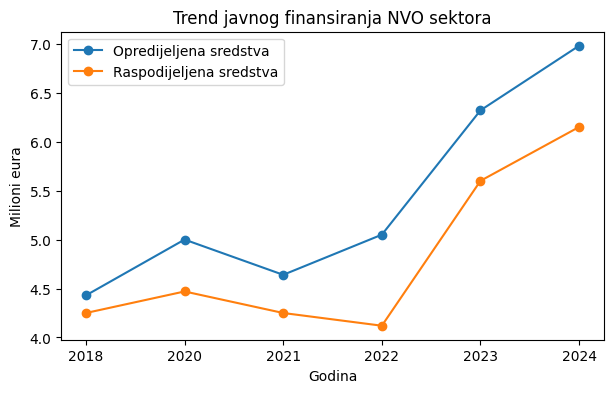 Trend javnog finansiranja NVO sektora
Opredijeljena sredstva
Raspodijeljena sredstva
Milioni eura
7.0
6.5
6.0
5.5
5.0
4.5
4.0
2018 2020 2021 2022 2023 2024
Godina